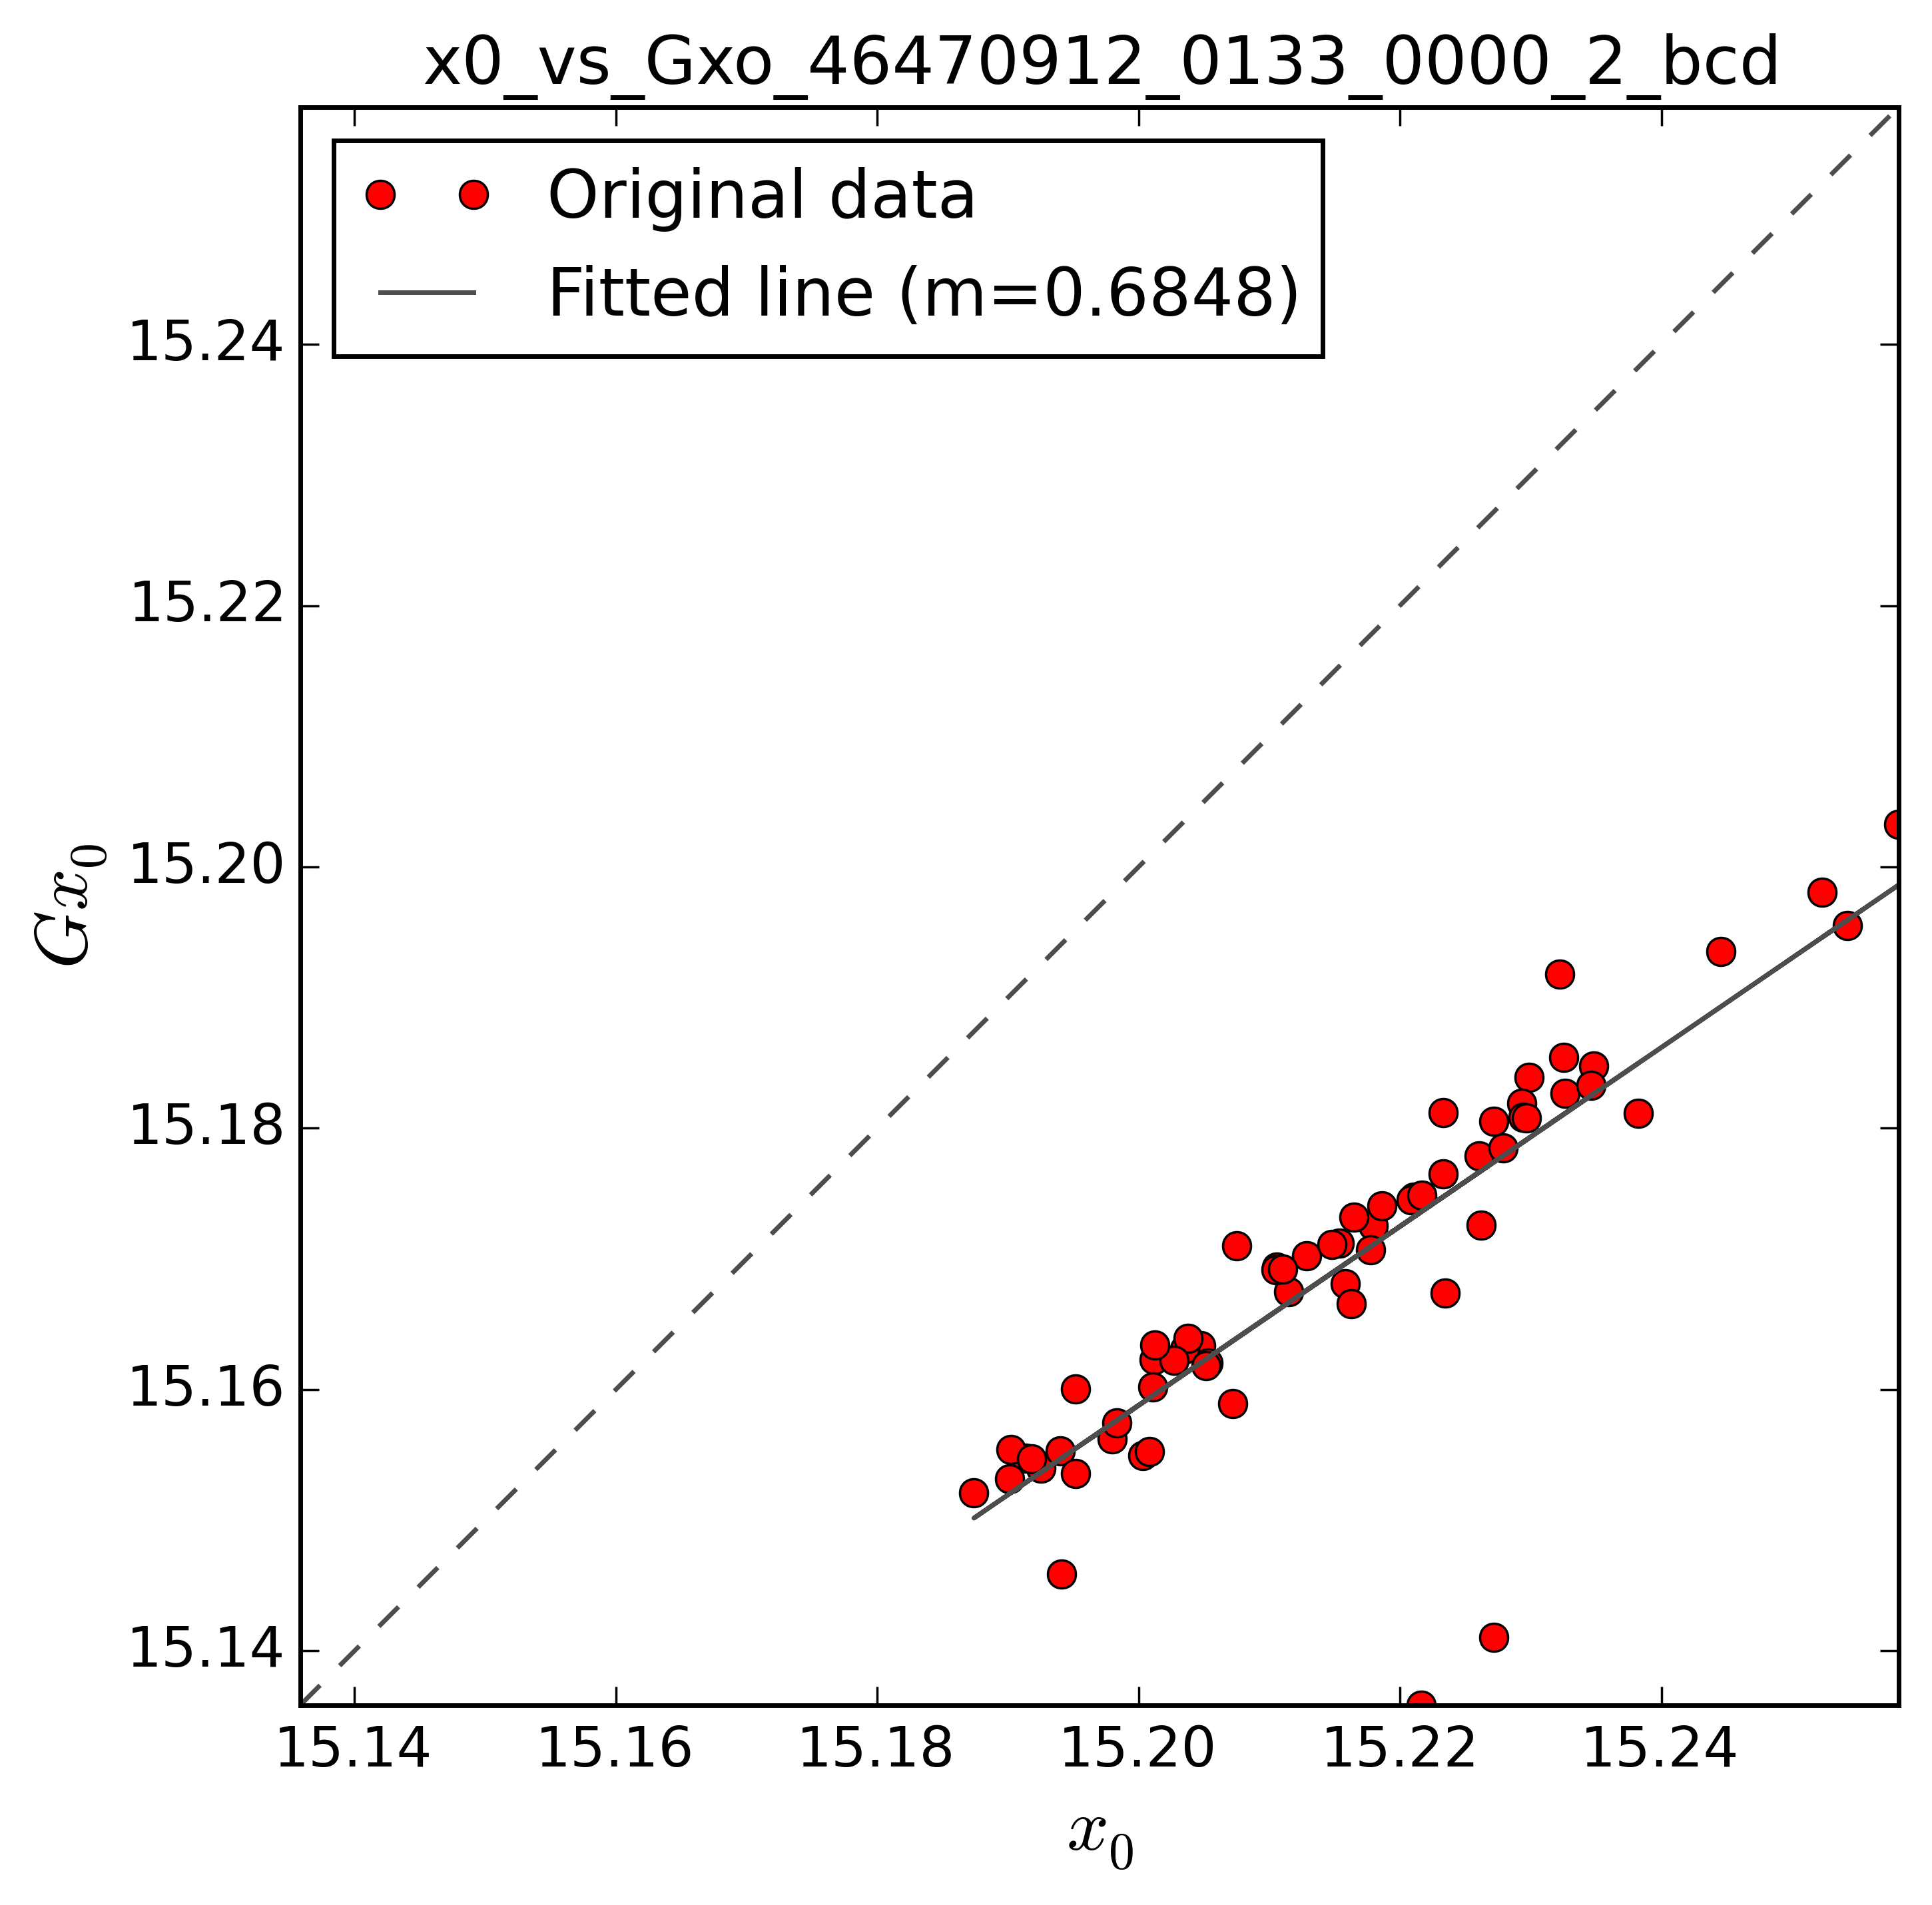 x0_vs_Gxo_46470912_0133_0000_2_bcd
Original data
Fitted line (m=0.6848)
15.24
15.22
15.20
15.18
15.16
15.14
Gx₀
15.14 15.16 15.18 15.20 15.22 15.24
x₀